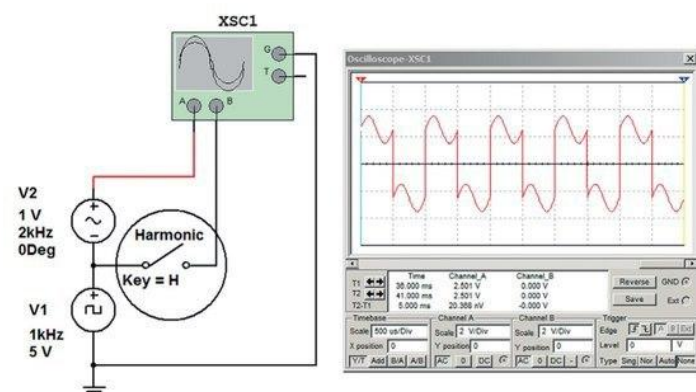 XSC1
G
T
A
B
V2
1 V
2kHz
0Deg
Harmonic
Key = H
V1
1kHz
5 V
Oscilloscope-XSC1
Time Channel_A Channel_B
T1 36.000 ms 2.501 V 0.000 V
T2 41.000 ms 2.501 V 0.000 V
T2-T1 5.000 ms 20.368 nV -0.000 V
Reverse
Save
GND
Ext
Timebase
Scale 500 us/Div
X position 0
Y/T Add B/A A/B
Channel A
Scale 2 V/Div
Y position 0
AC 0 DC
Channel B
Scale 2 V/Div
Y position 0
AC 0 DC -
Trigger
Edge A B Ext
Level 0 V
Type Sing Nor Auto None